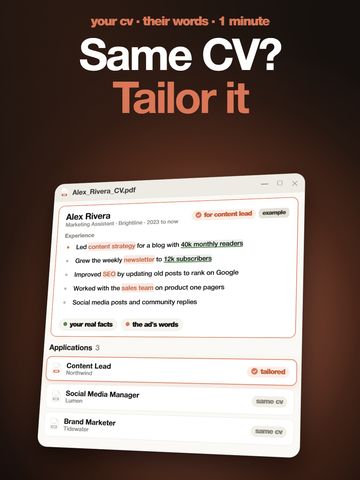 your cv · their words · 1 minute
Same CV?
Tailor it
Alex_Rivera_CV.pdf
Alex Rivera
Marketing Assistant · Brightline · 2023 to now
for content lead
example
Experience
Led content strategy for a blog with 40k monthly readers
Grew the weekly newsletter to 12k subscribers
Improved SEO by updating old posts to rank on Google
Worked with the sales team on product one pagers
Social media posts and community replies
your real facts
the ad's words
Applications 3
Content Lead
Northwind
tailored
Social Media Manager
Lumen
same cv
Brand Marketer
Tidewater
same cv